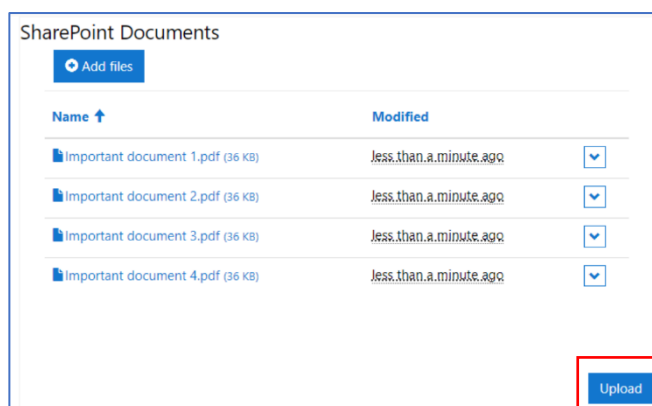 SharePoint Documents
Add files
Name Modified
Important document 1.pdf (36 KB) less than a minute ago
Important document 2.pdf (36 KB) less than a minute ago
Important document 3.pdf (36 KB) less than a minute ago
Important document 4.pdf (36 KB) less than a minute ago
Upload